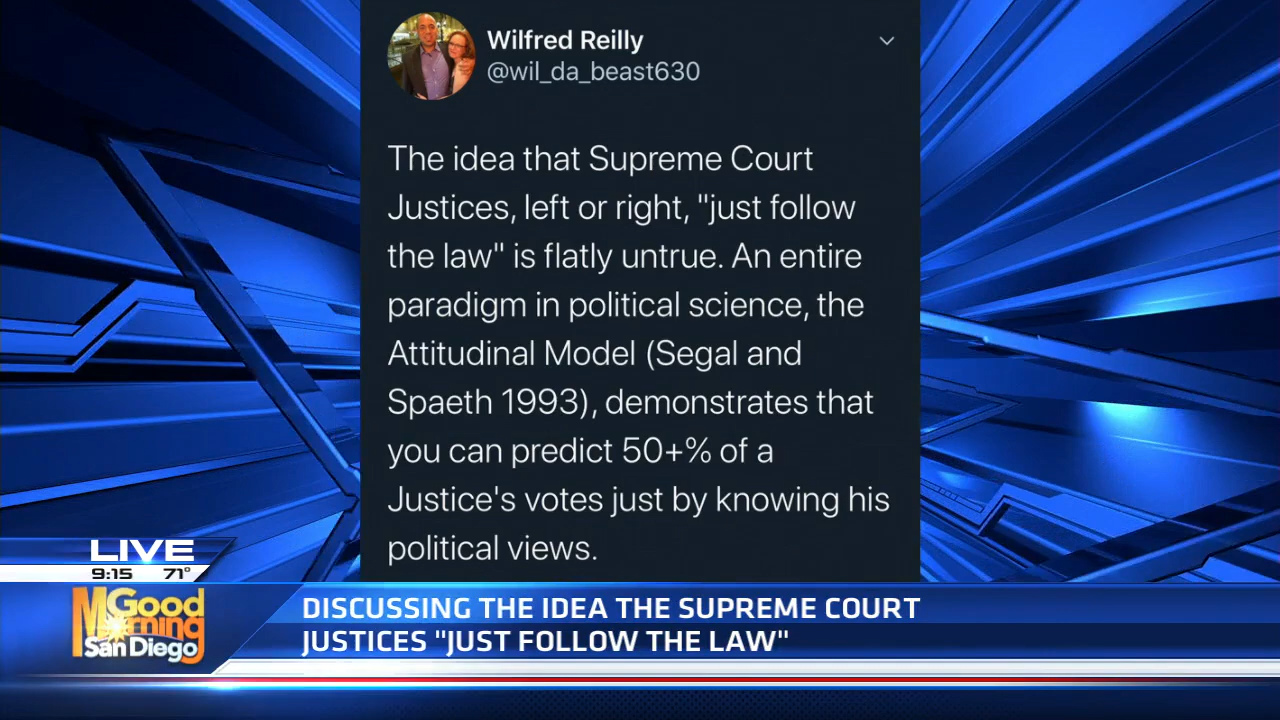 Wilfred Reilly
@wil_da_beast630
The idea that Supreme Court
Justices, left or right, "just follow
the law" is flatly untrue. An entire
paradigm in political science, the
Attitudinal Model (Segal and
Spaeth 1993), demonstrates that
you can predict 50+% of a
Justice's votes just by knowing his
political views.
LIVE
9:15 71°
Good
Morning
San Diego
DISCUSSING THE IDEA THE SUPREME COURT
JUSTICES "JUST FOLLOW THE LAW"